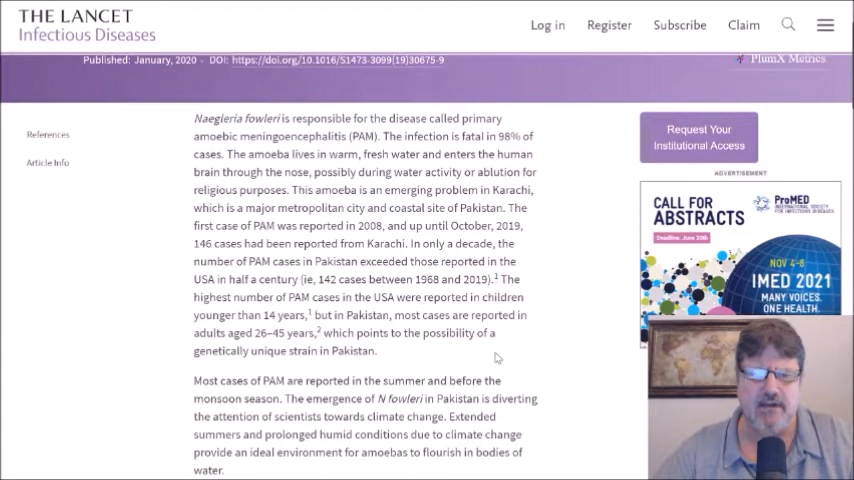 THE LANCET
Infectious Diseases
Log in
Register
Subscribe
Claim
Published: January, 2020 - DOI: https://doi.org/10.1016/S1473-3099(19)30675-9
PlumX Metrics
References
Article Info
Naegleria fowleri is responsible for the disease called primary
amoebic meningoencephalitis (PAM). The infection is fatal in 98% of
cases. The amoeba lives in warm, fresh water and enters the human
brain through the nose, possibly during water activity or ablution for
religious purposes. This amoeba is an emerging problem in Karachi,
which is a major metropolitan city and coastal site of Pakistan. The
first case of PAM was reported in 2008, and up until October, 2019,
146 cases had been reported from Karachi. In only a decade, the
number of PAM cases in Pakistan exceeded those reported in the
USA in half a century (ie, 142 cases between 1968 and 2019).1 The
highest number of PAM cases in the USA were reported in children
younger than 14 years,1 but in Pakistan, most cases are reported in
adults aged 26–45 years,2 which points to the possibility of a
genetically unique strain in Pakistan.
Most cases of PAM are reported in the summer and before the
monsoon season. The emergence of N fowleri in Pakistan is diverting
the attention of scientists towards climate change. Extended
summers and prolonged humid conditions due to climate change
provide an ideal environment for amoebas to flourish in bodies of
water.
Request Your
Institutional Access
ADVERTISEMENT
CALL FOR
ABSTRACTS
ProMED
INTERNATIONAL SOCIETY
FOR INFECTIOUS DISEASES
NOV 4-6
IMED 2021
MANY VOICES.
ONE HEALTH.